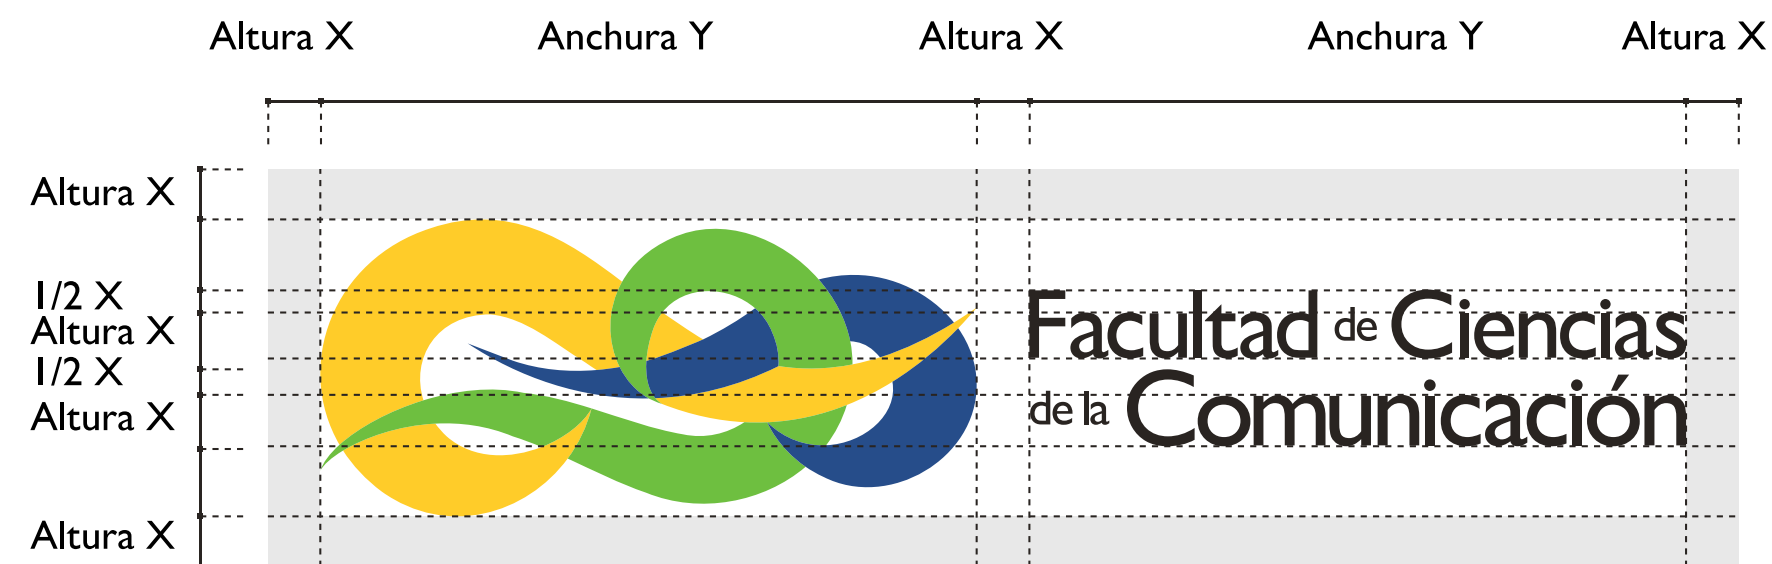 Altura X Anchura Y Altura X Anchura Y Altura X
Altura X
1/2 X
Altura X
1/2 X
Altura X
Altura X
Facultad de Ciencias
de la Comunicación